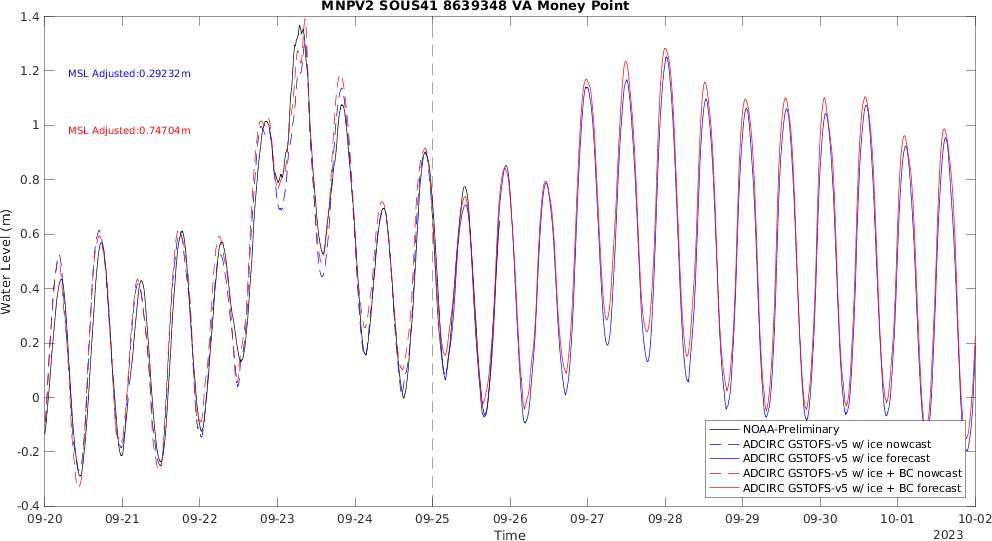 MNPV2 SOUS41 8639348 VA Money Point
1.4
1.2
1
0.8
0.6
0.4
0.2
0
-0.2
-0.4
Water Level (m)
MSL Adjusted:0.29232m
MSL Adjusted:0.74704m
NOAA-Preliminary
ADCIRC GSTOFS-v5 w/ ice nowcast
ADCIRC GSTOFS-v5 w/ ice forecast
ADCIRC GSTOFS-v5 w/ ice + BC nowcast
ADCIRC GSTOFS-v5 w/ ice + BC forecast
09-20 09-21 09-22 09-23 09-24 09-25 09-26 09-27 09-28 09-29 09-30 10-01 10-02
Time
2023